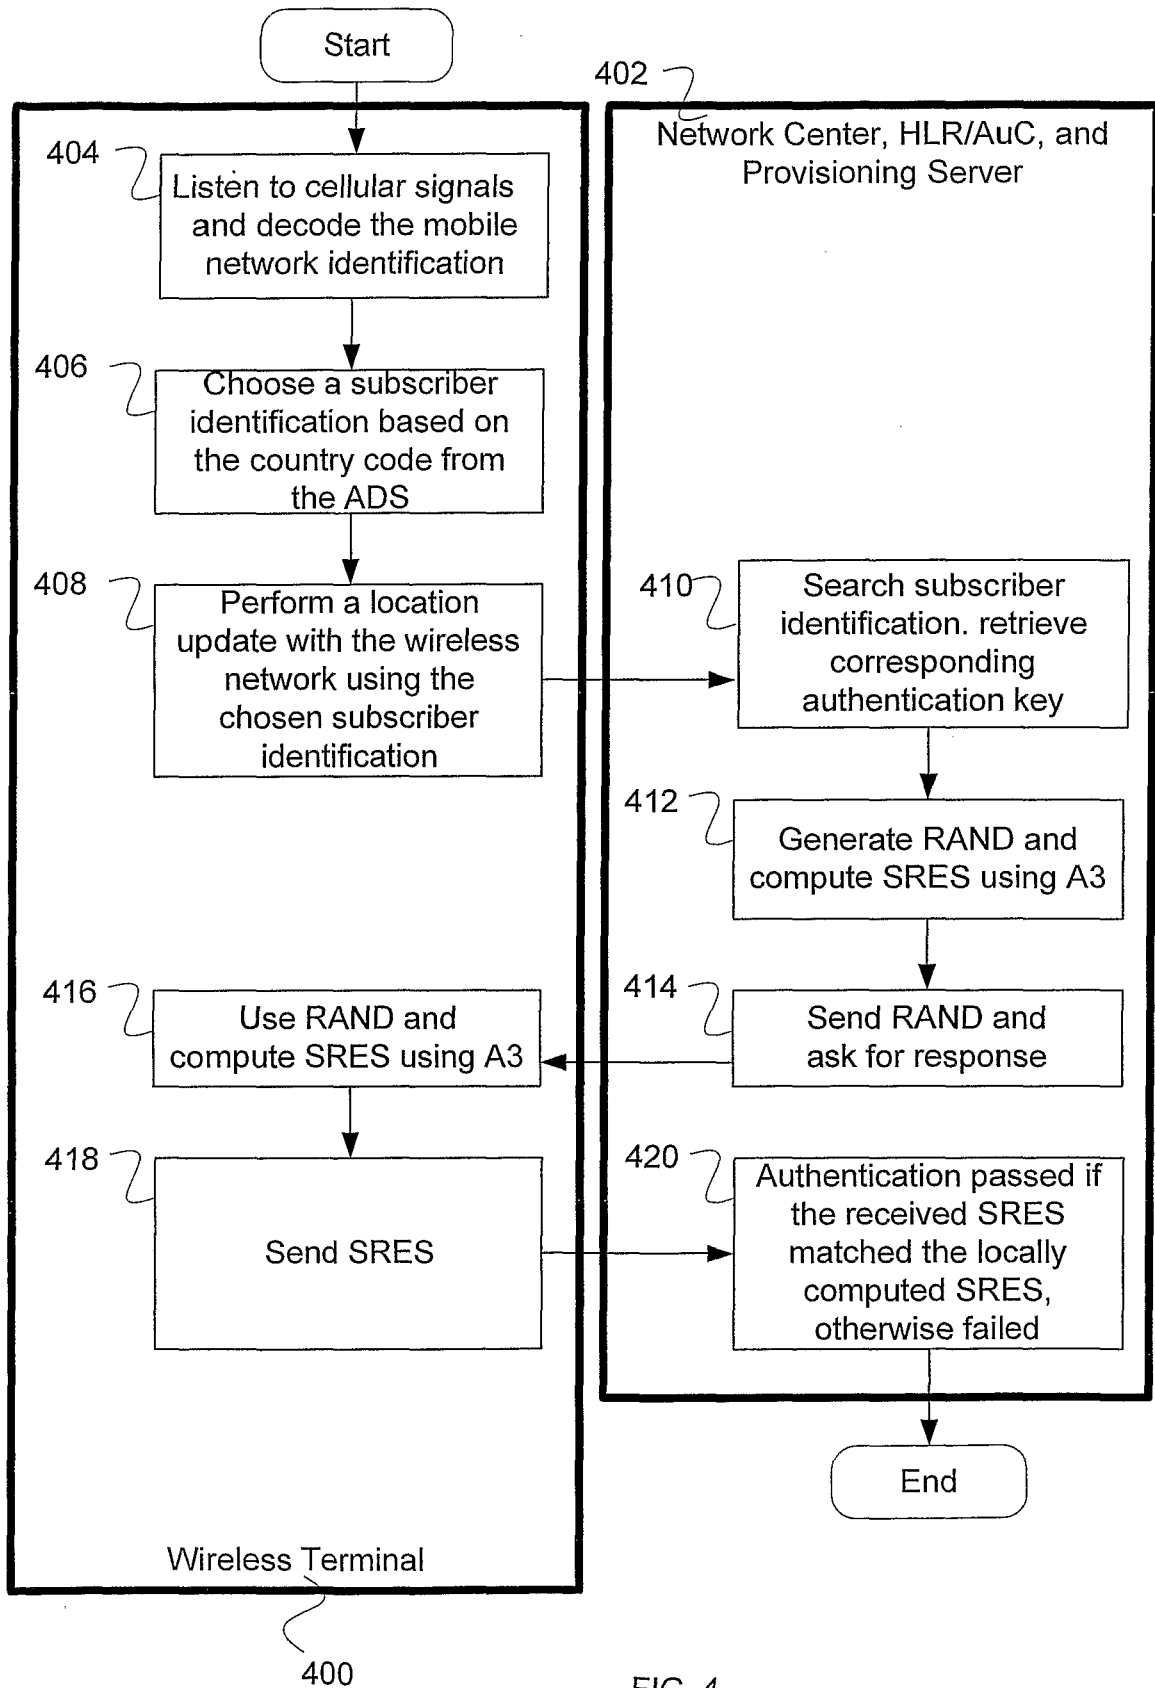 Start
402
Network Center, HLR/AuC, and
Provisioning Server
404
Listen to cellular signals
and decode the mobile
network identification
406
Choose a subscriber
identification based on
the country code from
the ADS
408
Perform a location
update with the wireless
network using the
chosen subscriber
identification
410
Search subscriber
identification. retrieve
corresponding
authentication key
412
Generate RAND and
compute SRES using A3
414
Send RAND and
ask for response
416
Use RAND and
compute SRES using A3
418
Send SRES
420
Authentication passed if
the received SRES
matched the locally
computed SRES,
otherwise failed
End
Wireless Terminal
400
FIG. 4